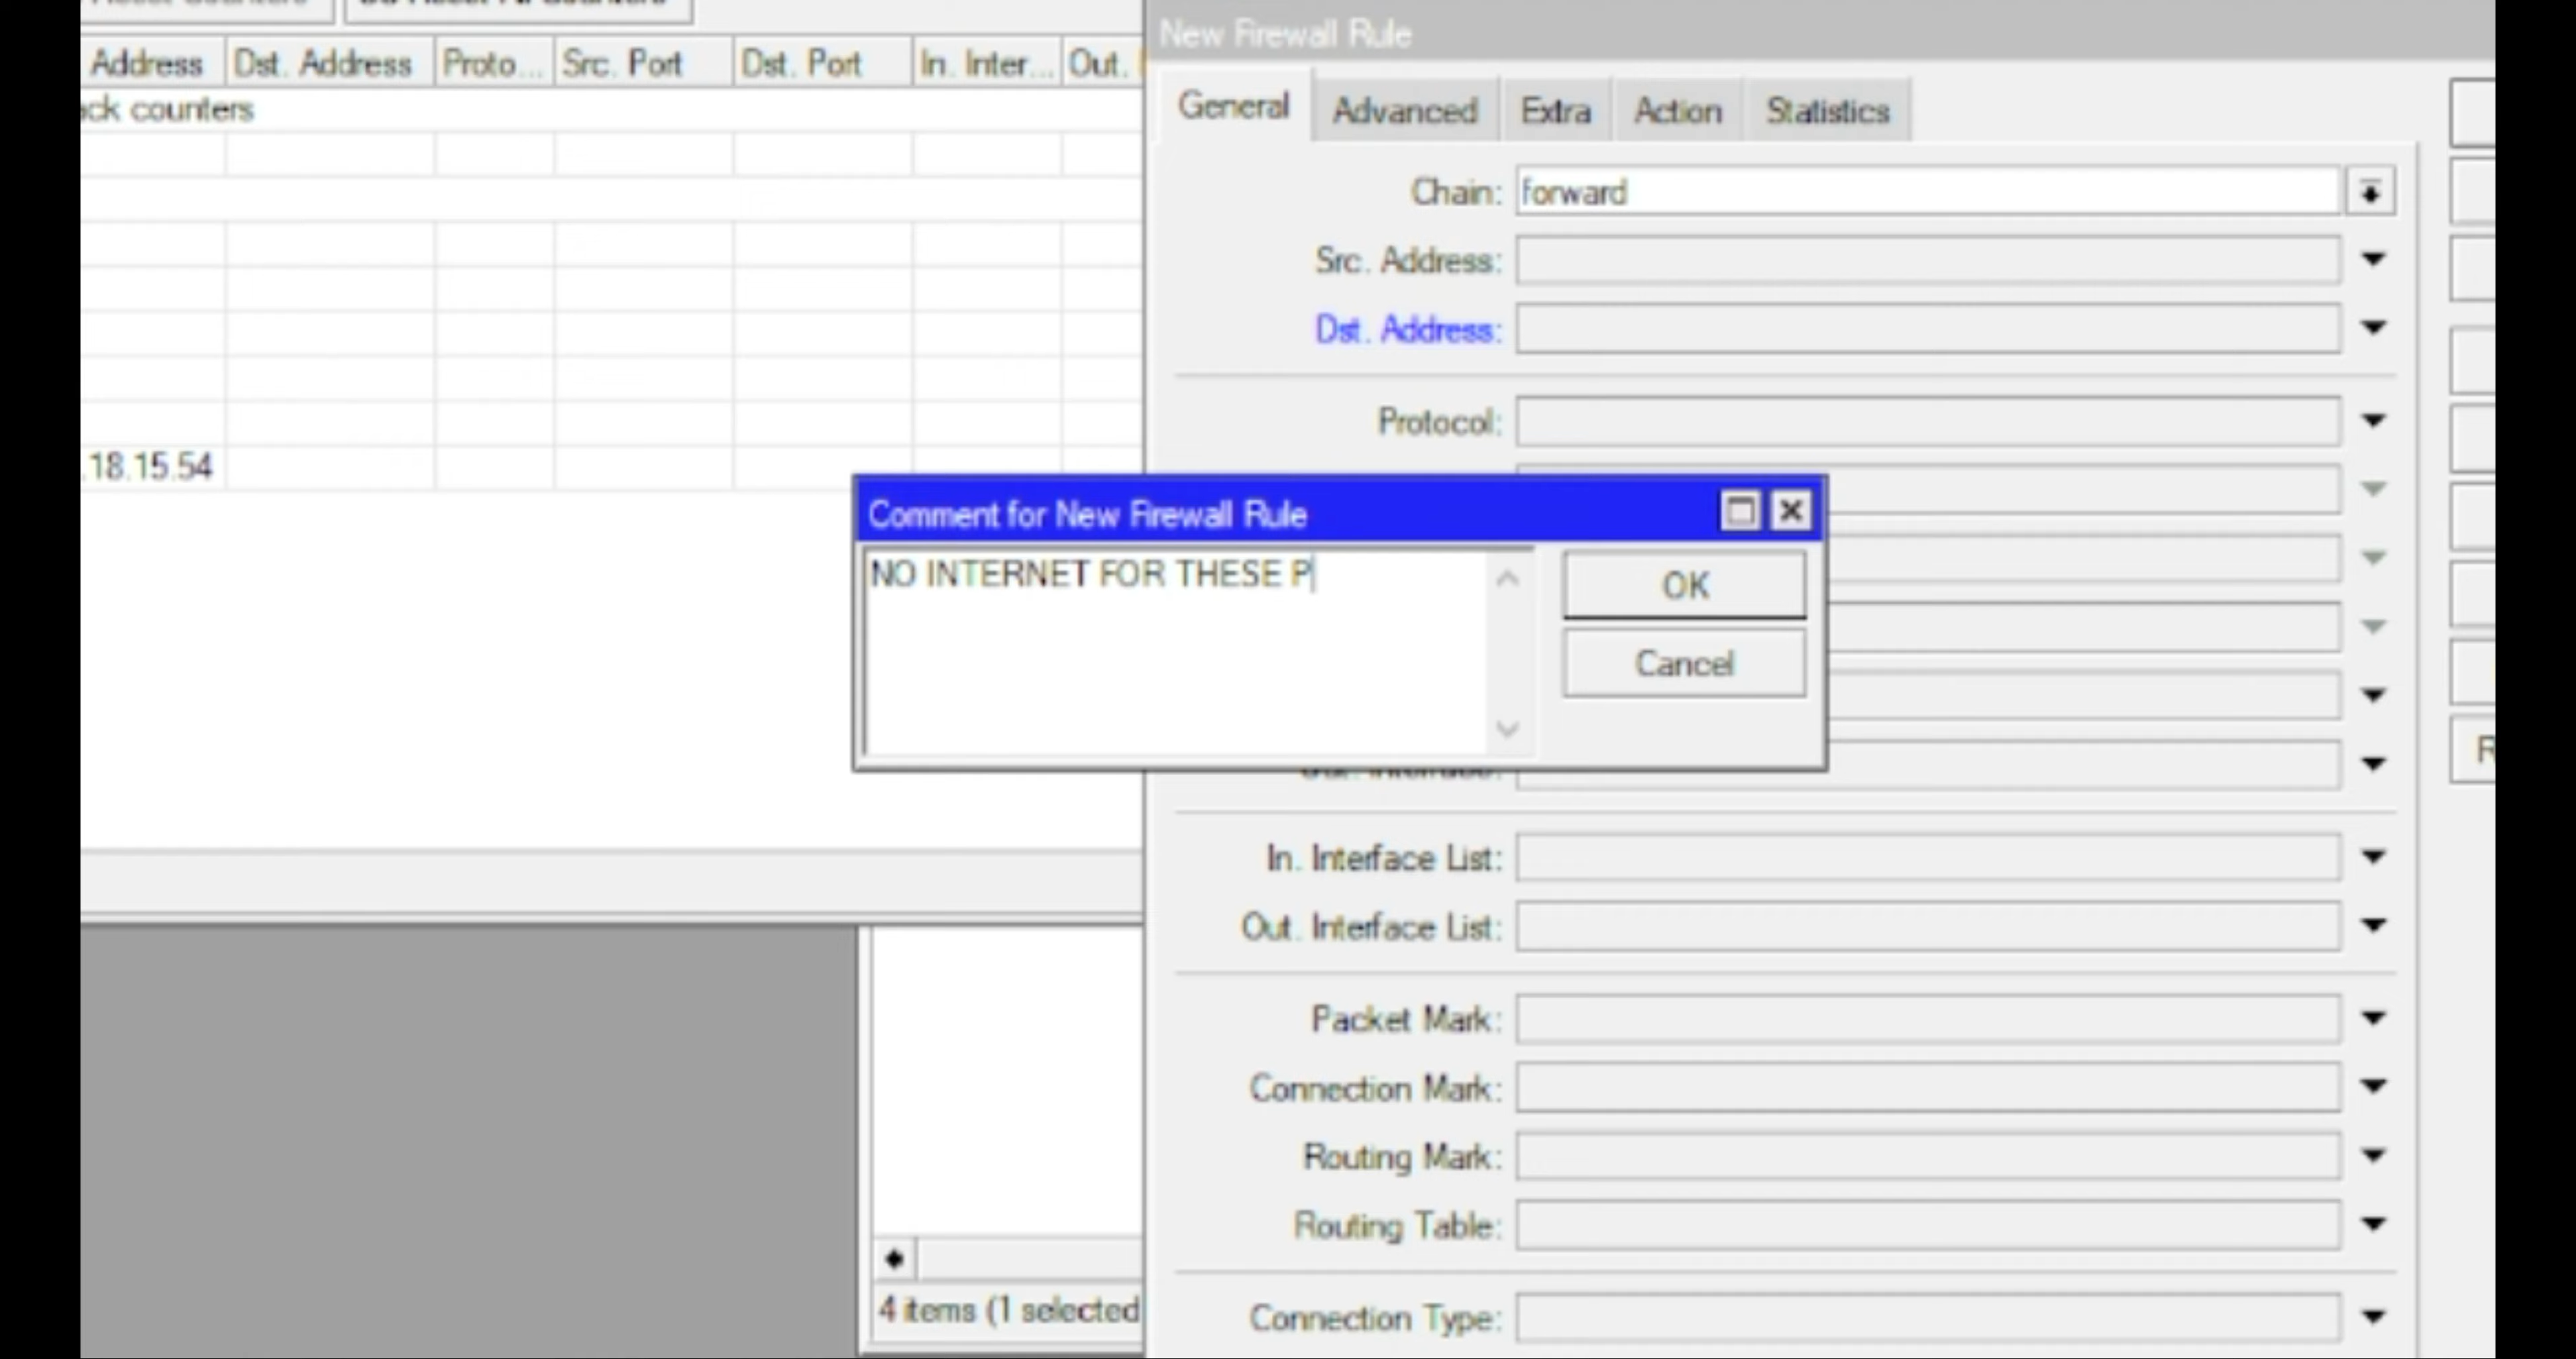 New Firewall Rule
Address Dst. Address Proto... Src. Port Dst. Port In. Inter... Out.
ck counters
.18.15.54
General Advanced Extra Action Statistics
Chain: forward
Src. Address:
Dst. Address:
Protocol:
Comment for New Firewall Rule
NO INTERNET FOR THESE P
OK
Cancel
In. Interface List:
Out. Interface List:
Packet Mark:
Connection Mark:
Routing Mark:
Routing Table:
Connection Type:
4 items (1 selected
R